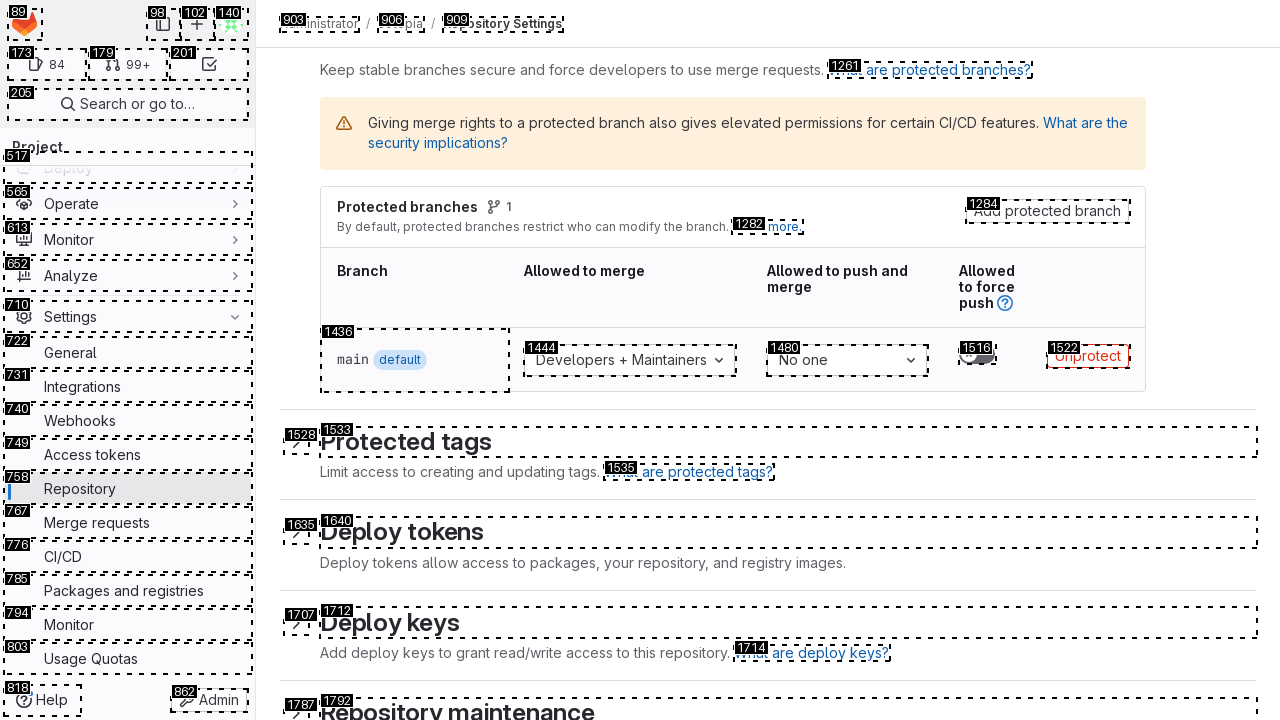 89
98
102
140
903
Administrator
/
906
/
909
Repository Settings
173
84
179
99+
201
205
Search or go to…
Project
517
Deploy
565
Operate
613
Monitor
652
Analyze
710
Settings
722
General
731
Integrations
740
Webhooks
749
Access tokens
758
Repository
767
Merge requests
776
CI/CD
785
Packages and registries
794
Monitor
803
Usage Quotas
818
Help
862
Admin
Keep stable branches secure and force developers to use merge requests. 1261 What are protected branches?
Giving merge rights to a protected branch also gives elevated permissions for certain CI/CD features. What are the
security implications?
Protected branches 1
By default, protected branches restrict who can modify the branch. 1282 more.
1284
Add protected branch
Branch
Allowed to merge
Allowed to push and
merge
Allowed
to force
push
1436
main default
1444
Developers + Maintainers
1480
No one
1516
1522
Unprotect
1528
1533
Protected tags
Limit access to creating and updating tags. 1535 What are protected tags?
1635
1640
Deploy tokens
Deploy tokens allow access to packages, your repository, and registry images.
1707
1712
Deploy keys
Add deploy keys to grant read/write access to this repository. 1714 What are deploy keys?
1787
1792
Repository maintenance